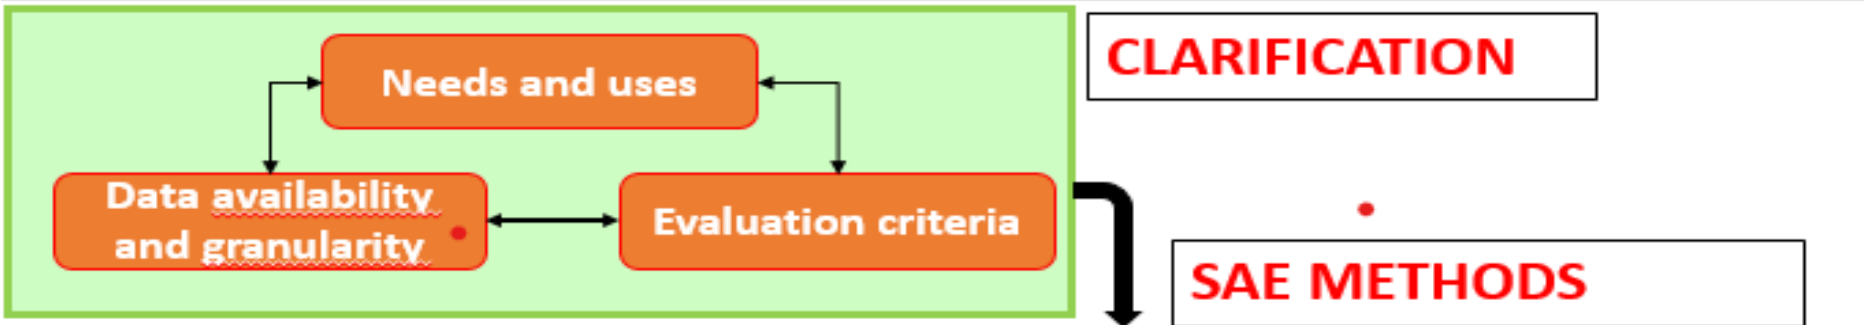 Needs and uses
CLARIFICATION
Data availability
and granularity
Evaluation criteria
SAE METHODS